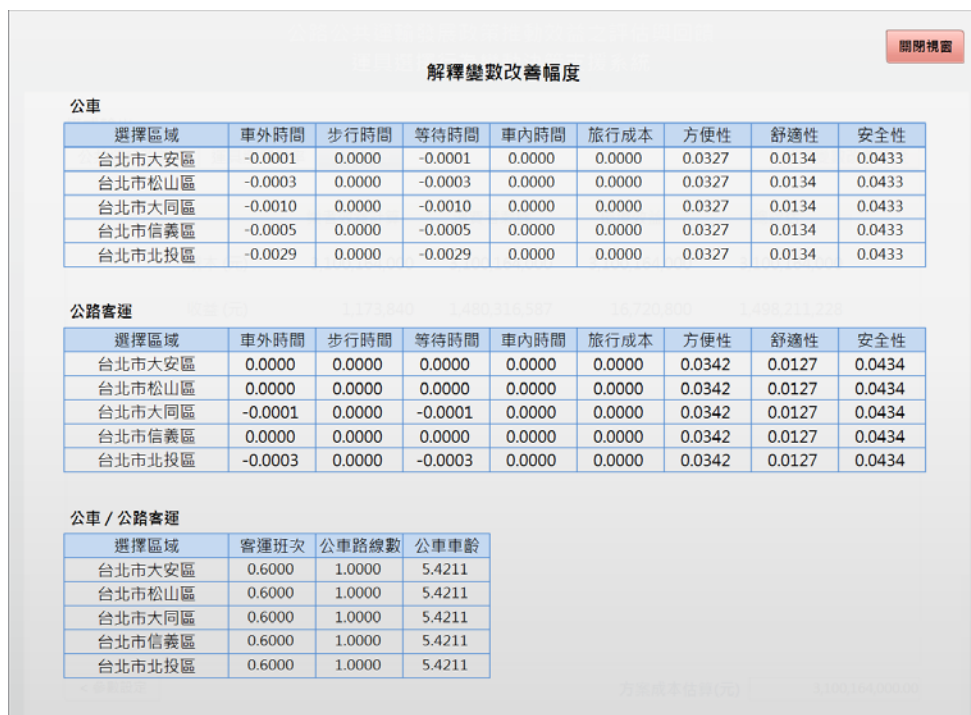 關閉視窗
解釋變數改善幅度
公車
選擇區域 車外時間 步行時間 等待時間 車內時間 旅行成本 方便性 舒適性 安全性
台北市大安區 -0.0001 0.0000 -0.0001 0.0000 0.0000 0.0327 0.0134 0.0433
台北市松山區 -0.0003 0.0000 -0.0003 0.0000 0.0000 0.0327 0.0134 0.0433
台北市大同區 -0.0010 0.0000 -0.0010 0.0000 0.0000 0.0327 0.0134 0.0433
台北市信義區 -0.0005 0.0000 -0.0005 0.0000 0.0000 0.0327 0.0134 0.0433
台北市北投區 -0.0029 0.0000 -0.0029 0.0000 0.0000 0.0327 0.0134 0.0433
公路客運
選擇區域 車外時間 步行時間 等待時間 車內時間 旅行成本 方便性 舒適性 安全性
台北市大安區 0.0000 0.0000 0.0000 0.0000 0.0000 0.0342 0.0127 0.0434
台北市松山區 0.0000 0.0000 0.0000 0.0000 0.0000 0.0342 0.0127 0.0434
台北市大同區 -0.0001 0.0000 -0.0001 0.0000 0.0000 0.0342 0.0127 0.0434
台北市信義區 0.0000 0.0000 0.0000 0.0000 0.0000 0.0342 0.0127 0.0434
台北市北投區 -0.0003 0.0000 -0.0003 0.0000 0.0000 0.0342 0.0127 0.0434
公車 / 公路客運
選擇區域 客運班次 公車路線數 公車車齡
台北市大安區 0.6000 1.0000 5.4211
台北市松山區 0.6000 1.0000 5.4211
台北市大同區 0.6000 1.0000 5.4211
台北市信義區 0.6000 1.0000 5.4211
台北市北投區 0.6000 1.0000 5.4211